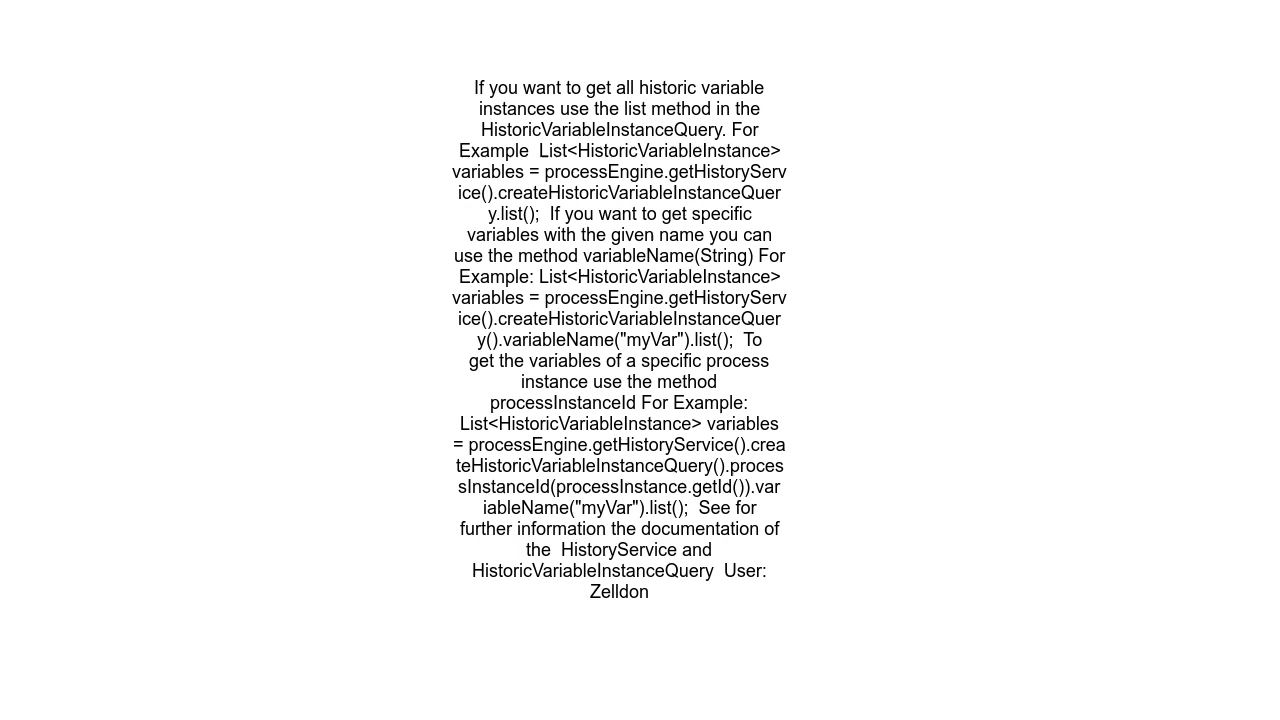 If you want to get all historic variable
instances use the list method in the
HistoricVariableInstanceQuery. For
Example  List<HistoricVariableInstance>
variables = processEngine.getHistoryServ
ice().createHistoricVariableInstanceQuer
y.list();  If you want to get specific
variables with the given name you can
use the method variableName(String) For
Example: List<HistoricVariableInstance>
variables = processEngine.getHistoryServ
ice().createHistoricVariableInstanceQuer
y().variableName("myVar").list();  To
get the variables of a specific process
instance use the method
processInstanceId For Example:
List<HistoricVariableInstance> variables
= processEngine.getHistoryService().crea
teHistoricVariableInstanceQuery().proces
sInstanceId(processInstance.getId()).var
iableName("myVar").list();  See for
further information the documentation of
the  HistoryService and
HistoricVariableInstanceQuery  User:
Zelldon